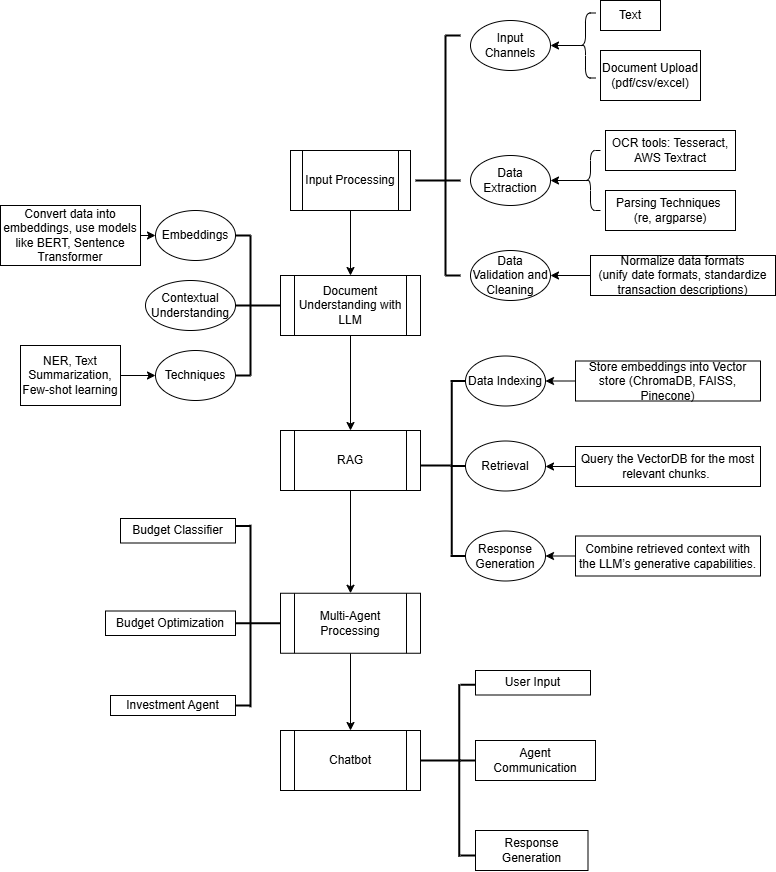 Text
Input
Channels
Document Upload
(pdf/csv/excel)
OCR tools: Tesseract,
AWS Textract
Input Processing
Data
Extraction
Parsing Techniques
(re, argparse)
Convert data into
embeddings, use models
like BERT, Sentence
Transformer
Embeddings
Data
Validation and
Cleaning
Normalize data formats
(unify date formats, standardize
transaction descriptions)
Contextual
Understanding
Document
Understanding with
LLM
NER, Text
Summarization,
Few-shot learning
Techniques
Data Indexing
Store embeddings into Vector
store (ChromaDB, FAISS,
Pinecone)
RAG
Retrieval
Query the VectorDB for the most
relevant chunks.
Budget Classifier
Response
Generation
Combine retrieved context with
the LLM's generative capabilities.
Budget Optimization
Multi-Agent
Processing
Investment Agent
User Input
Chatbot
Agent
Communication
Response
Generation